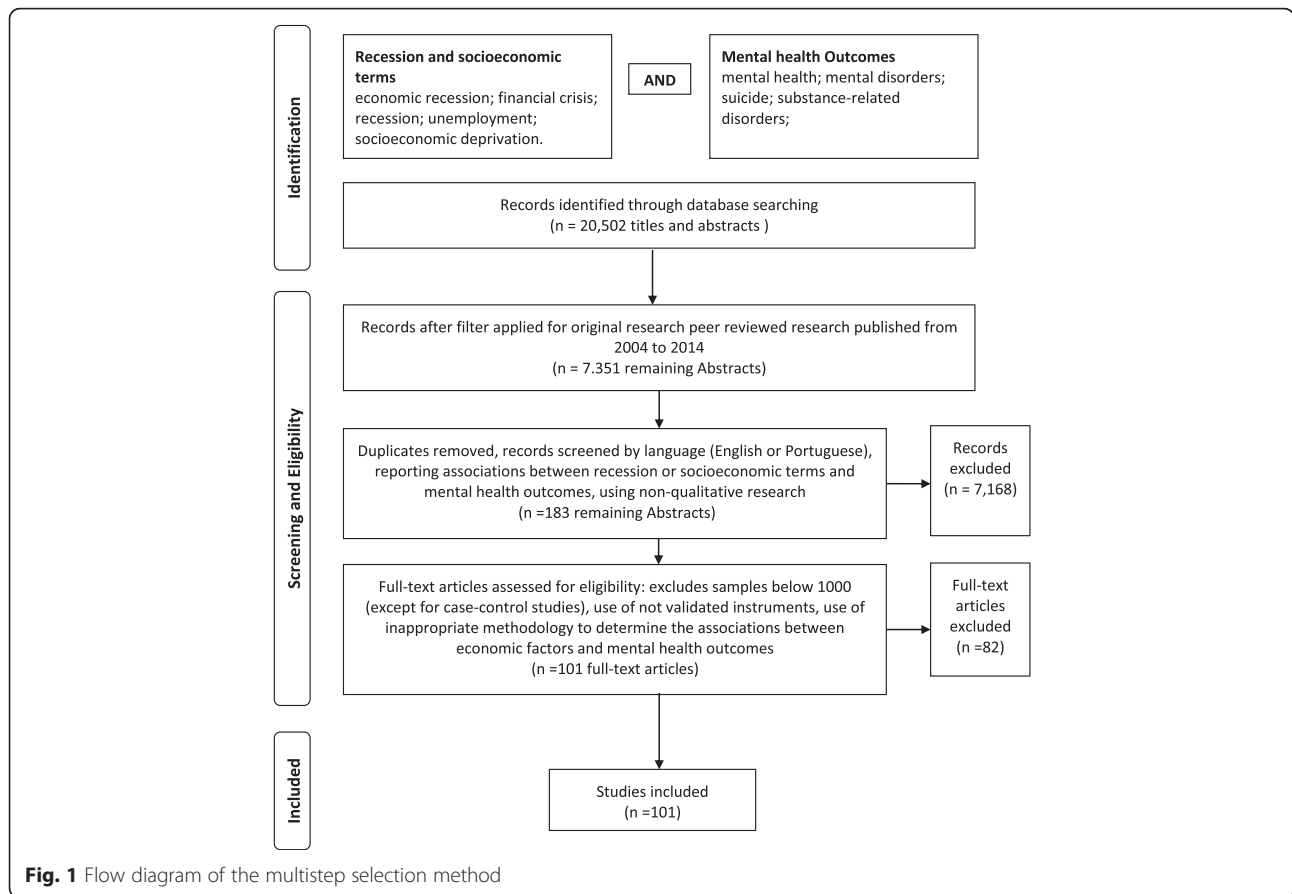 Identification
Recession and socioeconomic
terms
economic recession; financial crisis;
recession; unemployment;
socioeconomic deprivation.
AND
Mental health Outcomes
mental health; mental disorders;
suicide; substance-related
disorders;
Records identified through database searching
(n = 20,502 titles and abstracts )
Screening and Eligibility
Records after filter applied for original research peer reviewed research published from
2004 to 2014
(n = 7.351 remaining Abstracts)
Duplicates removed, records screened by language (English or Portuguese),
reporting associations between recession or socioeconomic terms and
mental health outcomes, using non-qualitative research
(n =183 remaining Abstracts)
Records
excluded
(n = 7,168)
Full-text articles assessed for eligibility: excludes samples below 1000
(except for case-control studies), use of not validated instruments, use of
inappropriate methodology to determine the associations between
economic factors and mental health outcomes
(n =101 full-text articles)
Full-text
articles
excluded
(n =82)
Included
Studies included
(n =101)
Fig. 1 Flow diagram of the multistep selection method